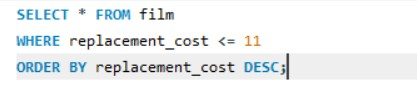 SELECT * FROM film
WHERE replacement_cost <= 11
ORDER BY replacement_cost DESC;